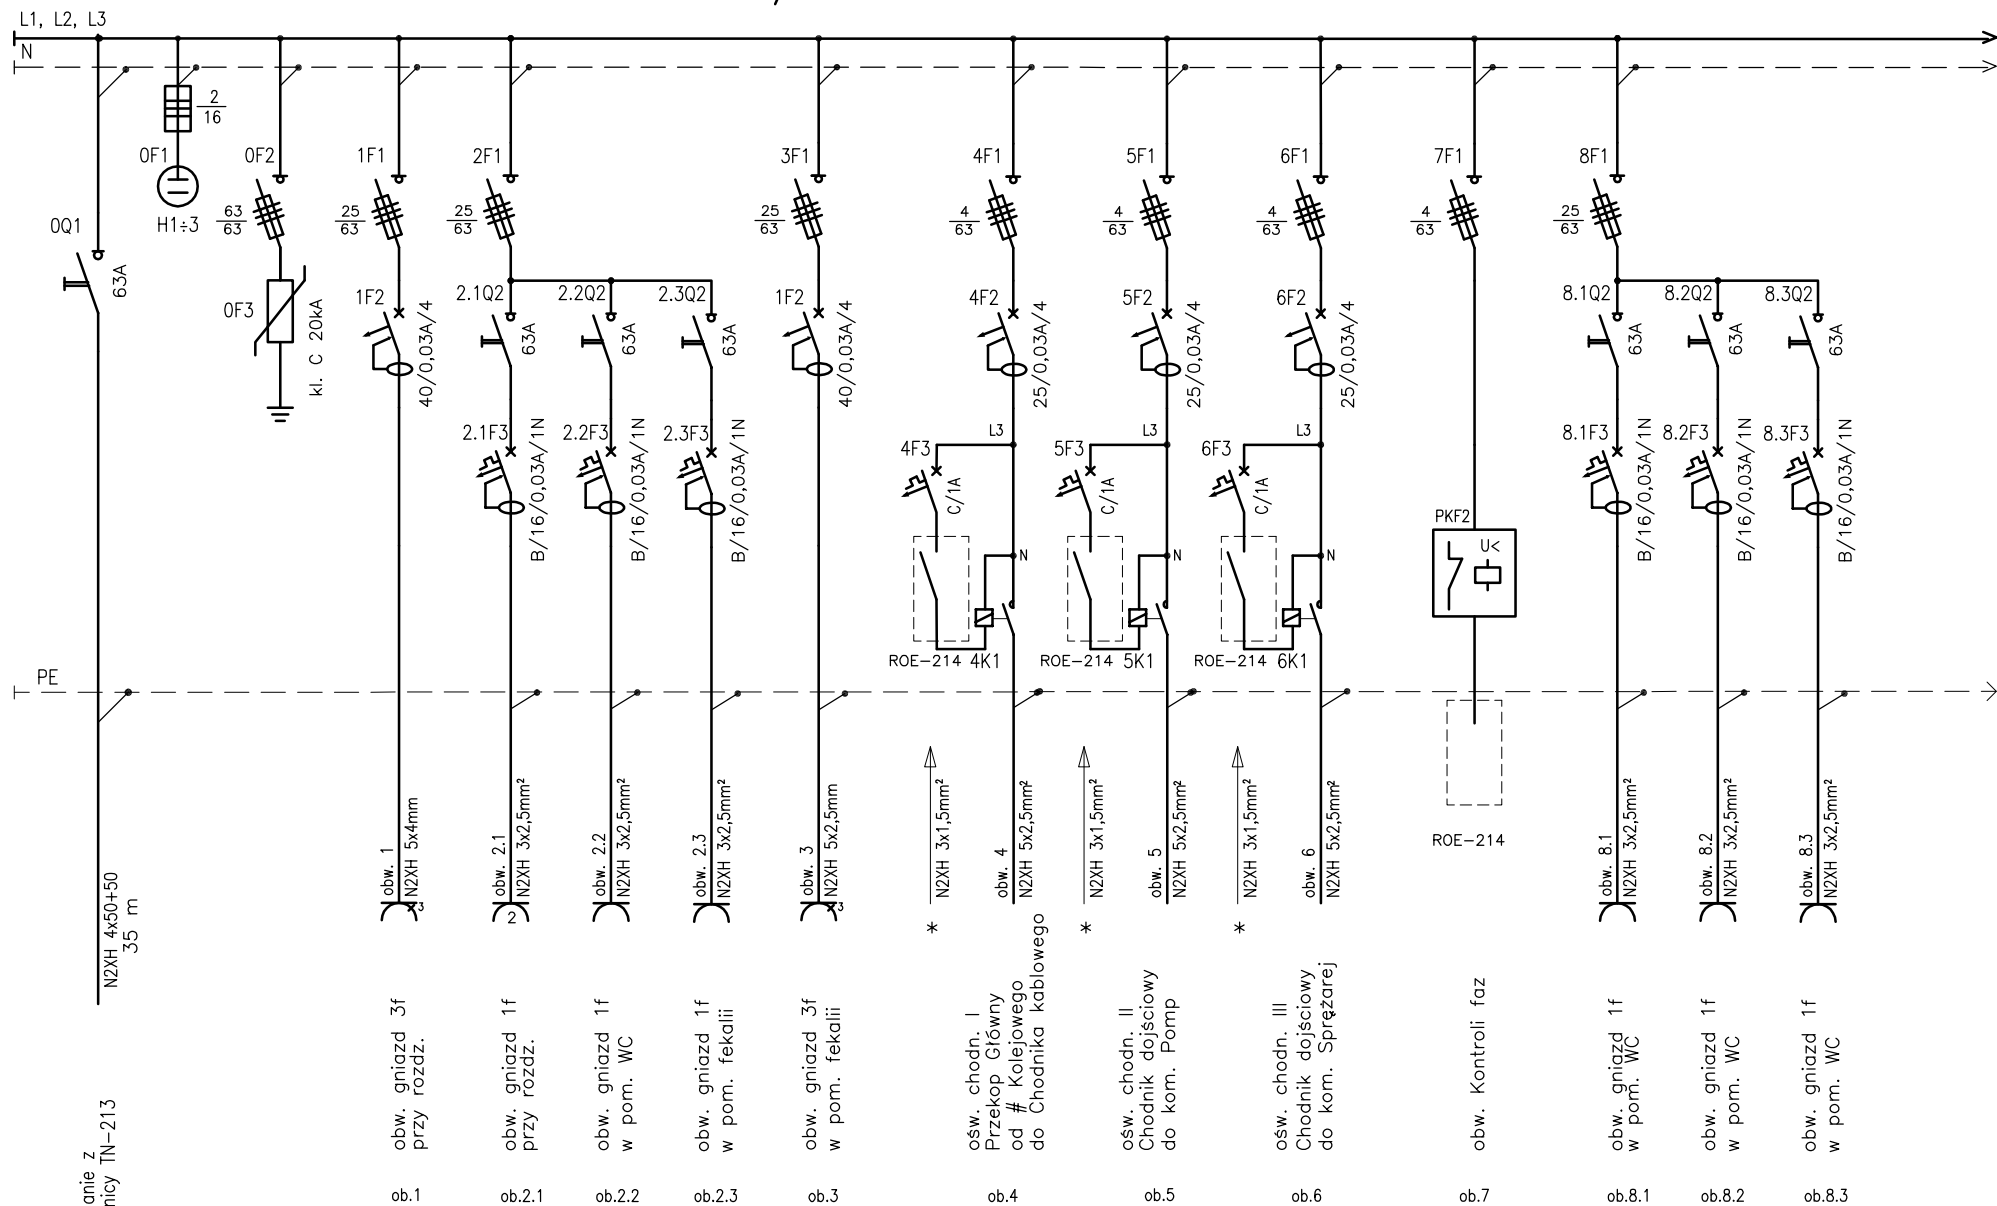 L1, L2, L3
N
2
16
0F1
H1÷3
0Q1
63A
0F2
63
63
0F3
kl. C 20kA
1F1
25
63
1F2
40/0,03A/4
2F1
25
63
2.1Q2
63A
2.2Q2
63A
2.3Q2
63A
2.1F3
B/16/0,03A/1N
2.2F3
B/16/0,03A/1N
2.3F3
B/16/0,03A/1N
3F1
25
63
1F2
40/0,03A/4
4F1
4
63
4F2
25/0,03A/4
L3
4F3
C/1A
N
ROE-214
4K1
5F1
4
63
5F2
25/0,03A/4
L3
5F3
C/1A
N
ROE-214
5K1
6F1
4
63
6F2
25/0,03A/4
L3
6F3
C/1A
N
ROE-214
6K1
7F1
4
63
PKF2
U<
ROE-214
8F1
25
63
8.1Q2
63A
8.2Q2
63A
8.3Q2
63A
8.1F3
B/16/0,03A/1N
8.2F3
B/16/0,03A/1N
8.3F3
B/16/0,03A/1N
PE
N2XH 4x50+50
35 m
obw. 1
N2XH 5x4mm
3
obw. 2.1
N2XH 3x2,5mm²
2
obw. 2.2
N2XH 3x2,5mm²
obw. 2.3
N2XH 3x2,5mm²
obw. 3
N2XH 5x2,5mm
3
N2XH 3x1,5mm²
*
obw. 4
N2XH 5x2,5mm²
N2XH 3x1,5mm²
*
obw. 5
N2XH 5x2,5mm²
N2XH 3x1,5mm²
*
obw. 6
N2XH 5x2,5mm²
obw. 8.1
N2XH 3x2,5mm²
obw. 8.2
N2XH 3x2,5mm²
obw. 8.3
N2XH 3x2,5mm²
anie z
nicy TN-213
obw. gniazd 3f
przy rozdz.
obw. gniazd 1f
przy rozdz.
obw. gniazd 1f
w pom. WC
obw. gniazd 1f
w pom. fekalii
obw. gniazd 3f
w pom. fekalii
ośw. chodn. I
Przekop Główny
od # Kolejowego
do Chodnika kablowego
ośw. chodn. II
Chodnik dojściowy
do kom. Pomp
ośw. chodn. III
Chodnik dojściowy
do kom. Sprężarej
obw. Kontroli faz
obw. gniazd 1f
w pom. WC
obw. gniazd 1f
w pom. WC
obw. gniazd 1f
w pom. WC
ob.1
ob.2.1
ob.2.2
ob.2.3
ob.3
ob.4
ob.5
ob.6
ob.7
ob.8.1
ob.8.2
ob.8.3